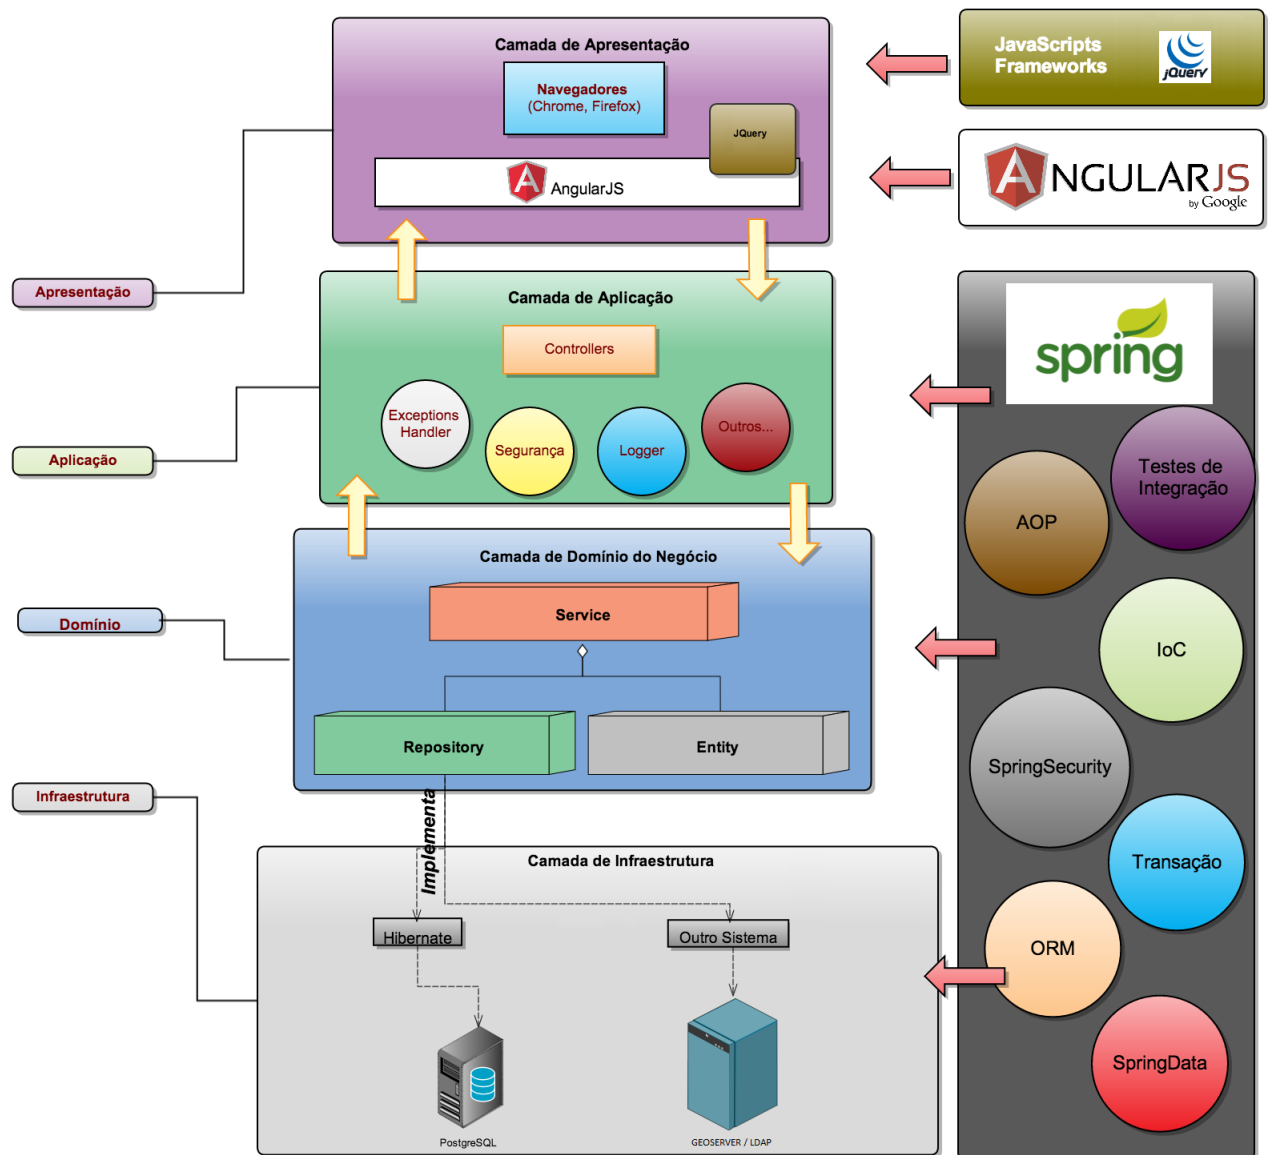 Camada de Apresentação
Navegadores
(Chrome, Firefox)
JQuery
AngularJS
JavaScripts
Frameworks
jQuery
ANGULARJS
by Google
Apresentação
Camada de Aplicação
Controllers
Exceptions
Handler
Segurança
Logger
Outros...
Aplicação
spring
Testes de
Integração
AOP
IoC
SpringSecurity
Transação
ORM
SpringData
Camada de Domínio do Negócio
Service
Repository
Entity
Domínio
Infraestrutura
Implementa
Camada de Infraestrutura
Hibernate
Outro Sistema
PostgreSQL
GEOSERVER / LDAP